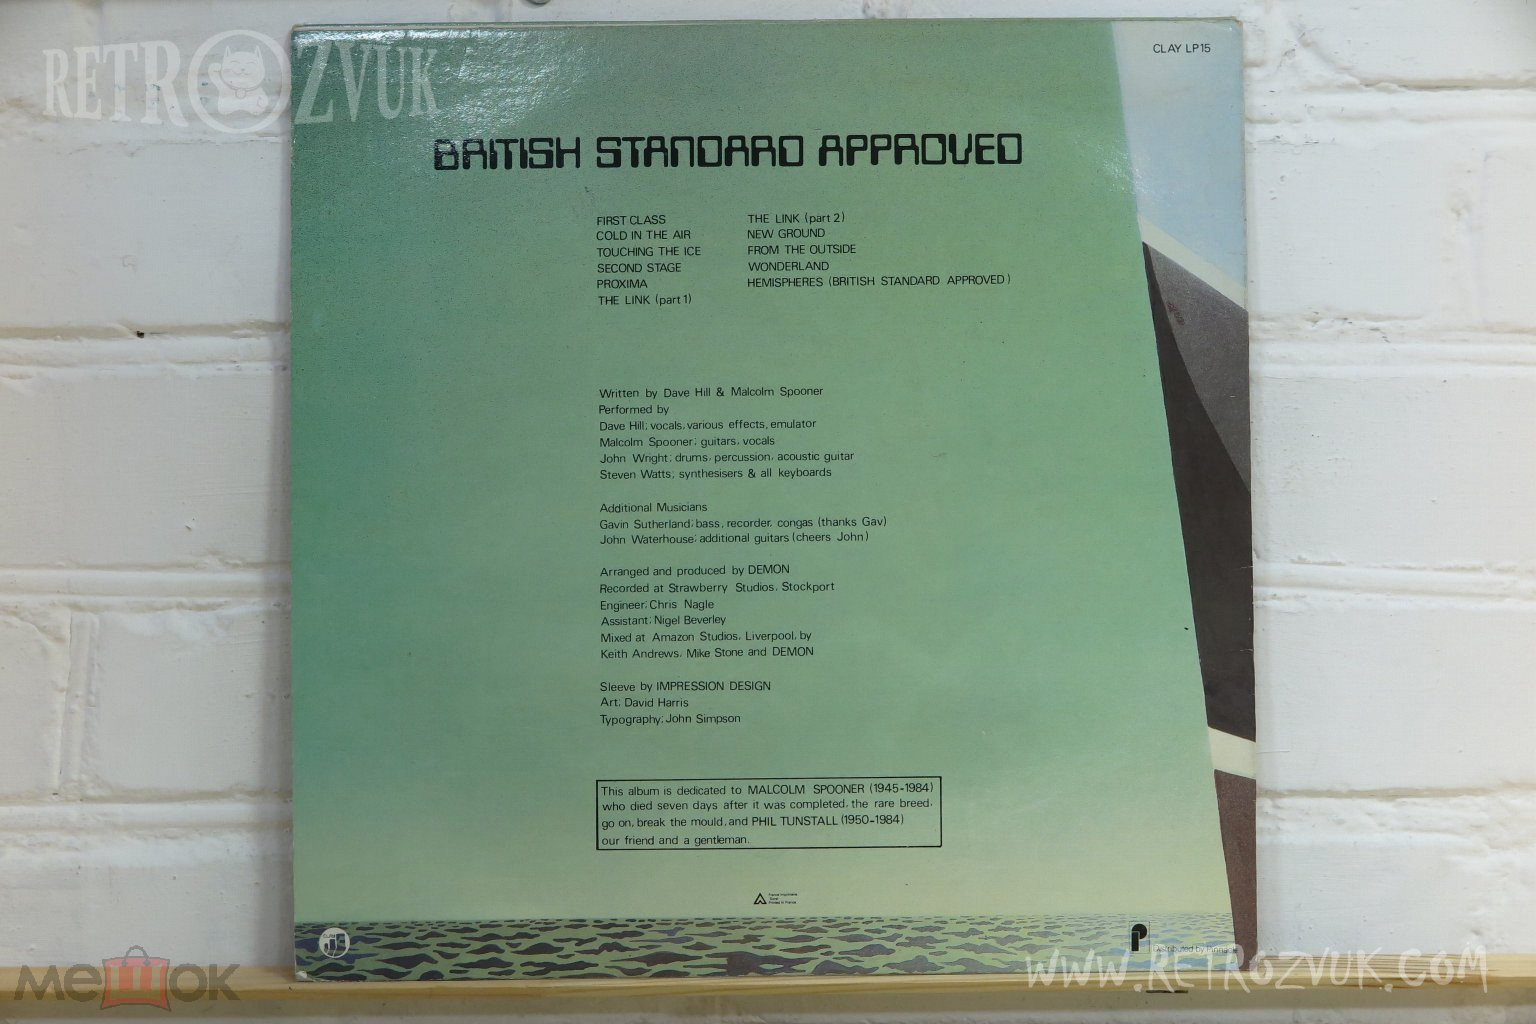 RETROZVUK
CLAY LP15
BRITISH STANDARD APPROVED
FIRST CLASS
COLD IN THE AIR
TOUCHING THE ICE
SECOND STAGE
PROXIMA
THE LINK (part 1)
THE LINK (part 2)
NEW GROUND
FROM THE OUTSIDE
WONDERLAND
HEMISPHERES (BRITISH STANDARD APPROVED)
Written by Dave Hill & Malcolm Spooner
Performed by
Dave Hill; vocals, various effects, emulator
Malcolm Spooner; guitars, vocals
John Wright; drums, percussion, acoustic guitar
Steven Watts; synthesisers & all keyboards
Additional Musicians
Gavin Sutherland; bass, recorder, congas (thanks Gav)
John Waterhouse; additional guitars (cheers John)
Arranged and produced by DEMON
Recorded at Strawberry Studios, Stockport
Engineer; Chris Nagle
Assistant; Nigel Beverley
Mixed at Amazon Studios, Liverpool, by
Keith Andrews, Mike Stone and DEMON
Sleeve by IMPRESSION DESIGN
Art; David Harris
Typography; John Simpson
This album is dedicated to MALCOLM SPOONER (1945-1984)
who died seven days after it was completed, the rare breed,
go on, break the mould, and PHIL TUNSTALL (1950-1984)
our friend and a gentleman.
Distributed by Pinnacle
мешок
www.RETROZVUK.com